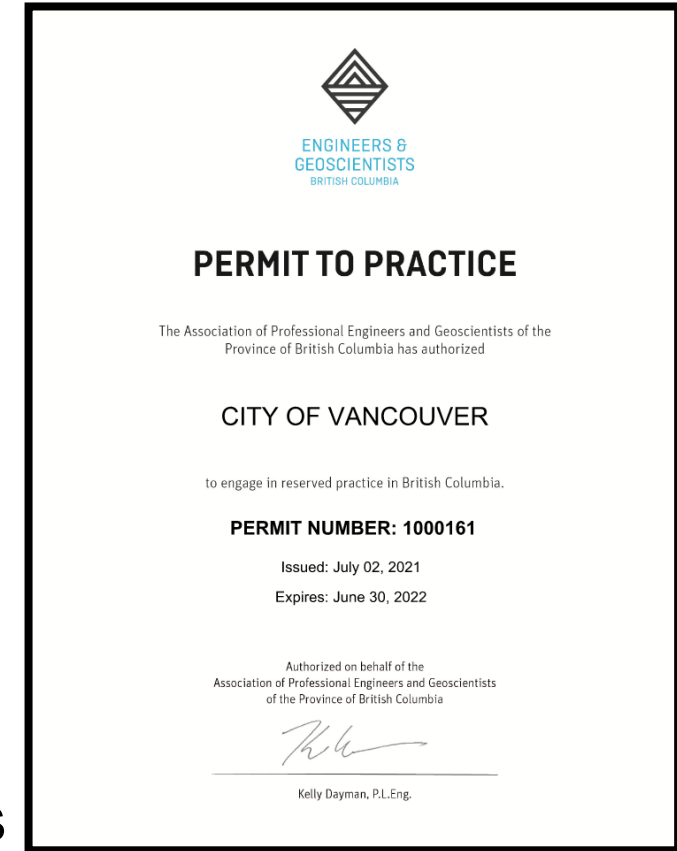 ENGINEERS &
GEOSCIENTISTS
BRITISH COLUMBIA
PERMIT TO PRACTICE
The Association of Professional Engineers and Geoscientists of the
Province of British Columbia has authorized
CITY OF VANCOUVER
to engage in reserved practice in British Columbia.
PERMIT NUMBER: 1000161
Issued: July 02, 2021
Expires: June 30, 2022
Authorized on behalf of the
Association of Professional Engineers and Geoscientists
of the Province of British Columbia
Kelly Dayman, P.L.Eng.
s